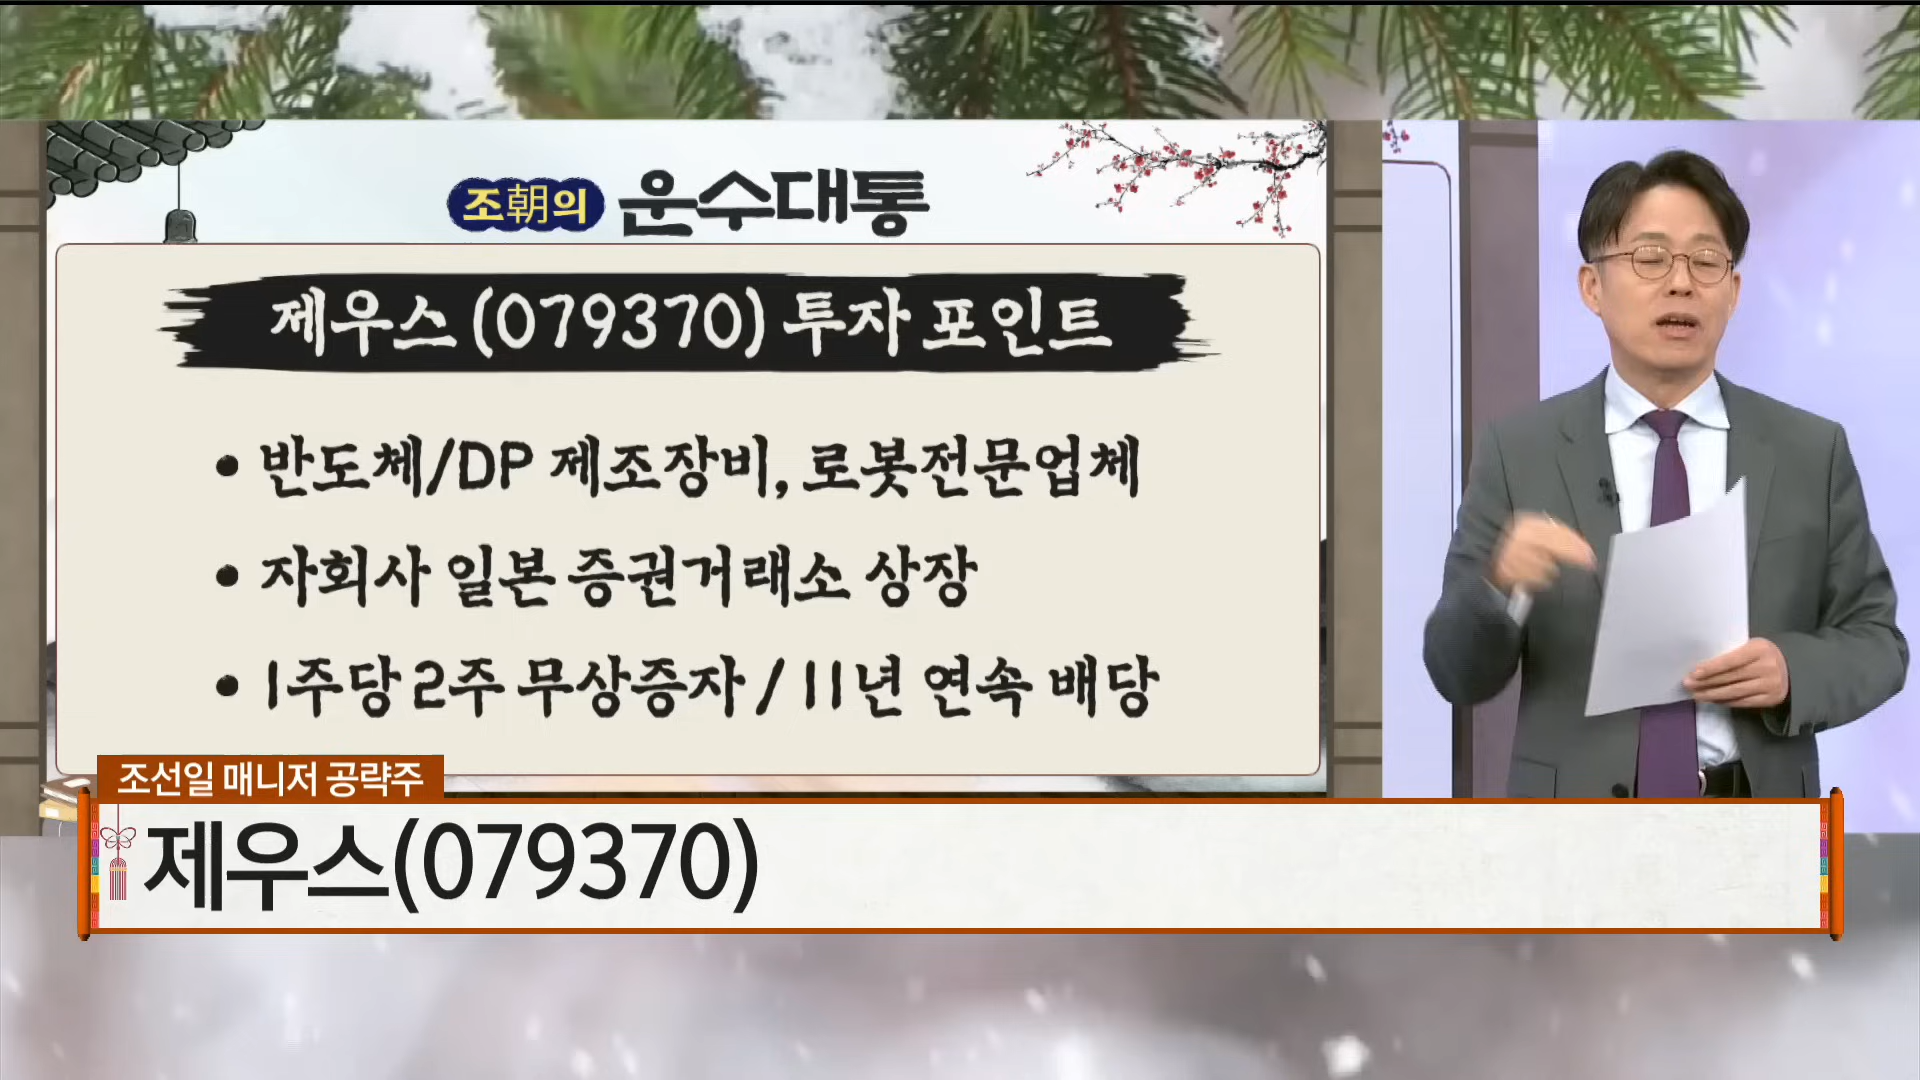 조朝의 운수대통
제우스(079370) 투자 포인트
• 반도체/DP 제조장비, 로봇전문업체
• 자회사 일본 증권거래소 상장
• 1주당 2주 무상증자 / 11년 연속 배당
조선일 매니저 공략주
제우스(079370)